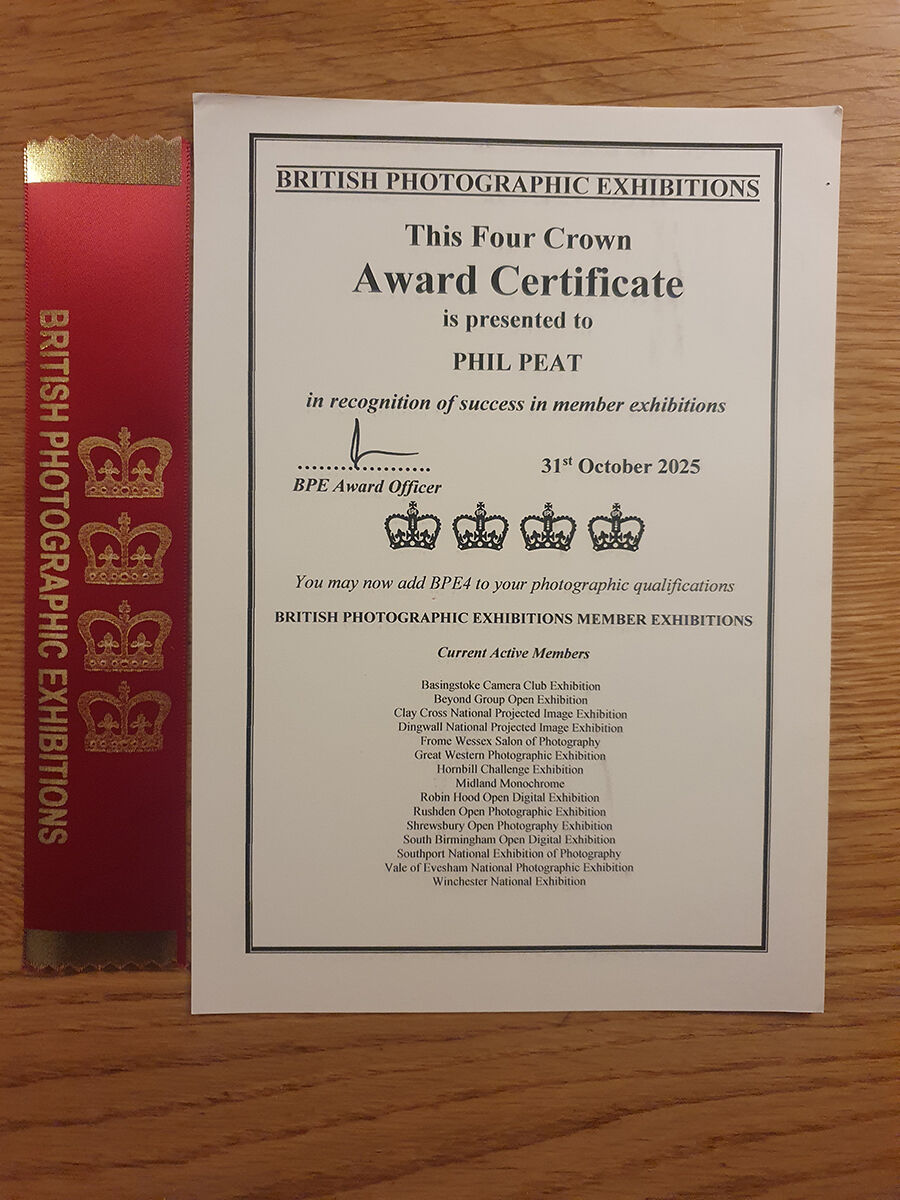 BRITISH PHOTOGRAPHIC EXHIBITIONS
BRITISH PHOTOGRAPHIC EXHIBITIONS
This Four Crown
Award Certificate
is presented to
PHIL PEAT
in recognition of success in member exhibitions
31st October 2025
BPE Award Officer
You may now add BPE4 to your photographic qualifications
BRITISH PHOTOGRAPHIC EXHIBITIONS MEMBER EXHIBITIONS
Current Active Members
Basingstoke Camera Club Exhibition
Beyond Group Open Exhibition
Clay Cross National Projected Image Exhibition
Dingwall National Projected Image Exhibition
Frome Wessex Salon of Photography
Great Western Photographic Exhibition
Hornbill Challenge Exhibition
Midland Monochrome
Robin Hood Open Digital Exhibition
Rushden Open Photographic Exhibition
Shrewsbury Open Photography Exhibition
South Birmingham Open Digital Exhibition
Southport National Exhibition of Photography
Vale of Evesham National Photographic Exhibition
Winchester National Exhibition